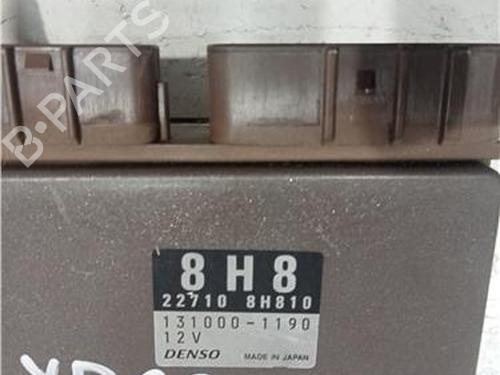 B-PARTS
8H8
22710 8H810
131000-1190
12V
DENSO MADE IN JAPAN